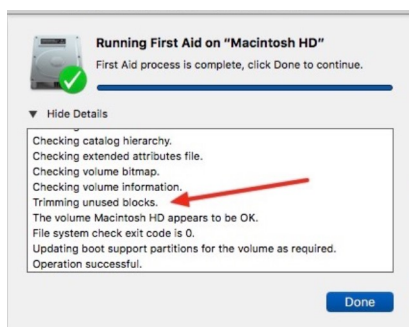 Running First Aid on “Macintosh HD”
First Aid process is complete, click Done to continue.
Hide Details
Checking catalog hierarchy.
Checking extended attributes file.
Checking volume bitmap.
Checking volume information.
Trimming unused blocks.
The volume Macintosh HD appears to be OK.
File system check exit code is 0.
Updating boot support partitions for the volume as required.
Operation successful.
Done